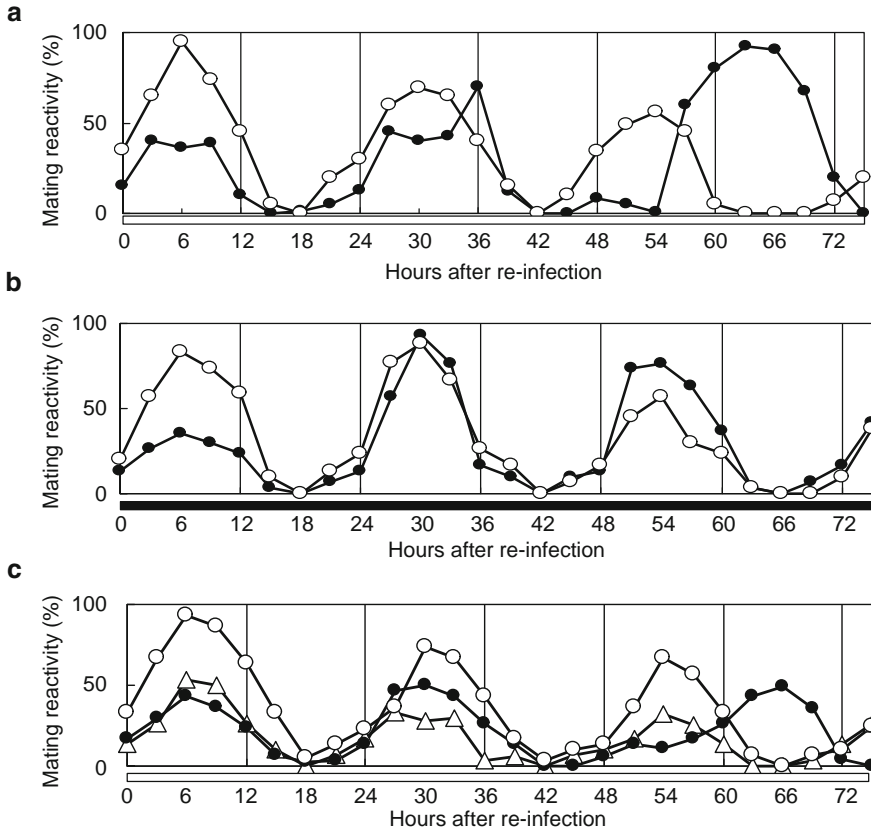 a
Mating reactivity (%)
100
50
0
0 6 12 18 24 30 36 42 48 54 60 66 72
Hours after re-infection
b
Mating reactivity (%)
100
50
0
0 6 12 18 24 30 36 42 48 54 60 66 72
Hours after re-infection
c
Mating reactivity (%)
100
50
0
0 6 12 18 24 30 36 42 48 54 60 66 72
Hours after re-infection